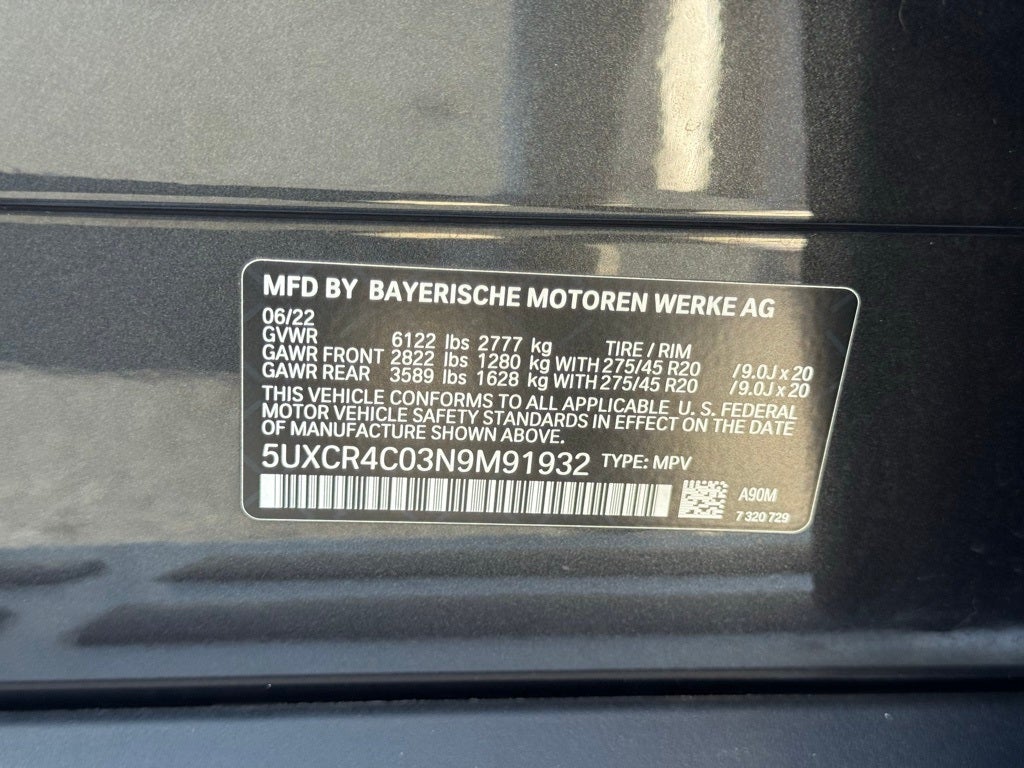 MFD BY BAYERISCHE MOTOREN WERKE AG
06/22
GVWR 6122 lbs 2777 kg TIRE / RIM
GAWR FRONT 2822 lbs 1280 kg WITH 275/45 R20 / 9.0J x 20
GAWR REAR 3589 lbs 1628 kg WITH 275/45 R20 / 9.0J x 20
THIS VEHICLE CONFORMS TO ALL APPLICABLE U. S. FEDERAL
MOTOR VEHICLE SAFETY STANDARDS IN EFFECT ON THE DATE
OF MANUFACTURE SHOWN ABOVE.
5UXCR4C03N9M91932 TYPE: MPV
A90M
7 320 729